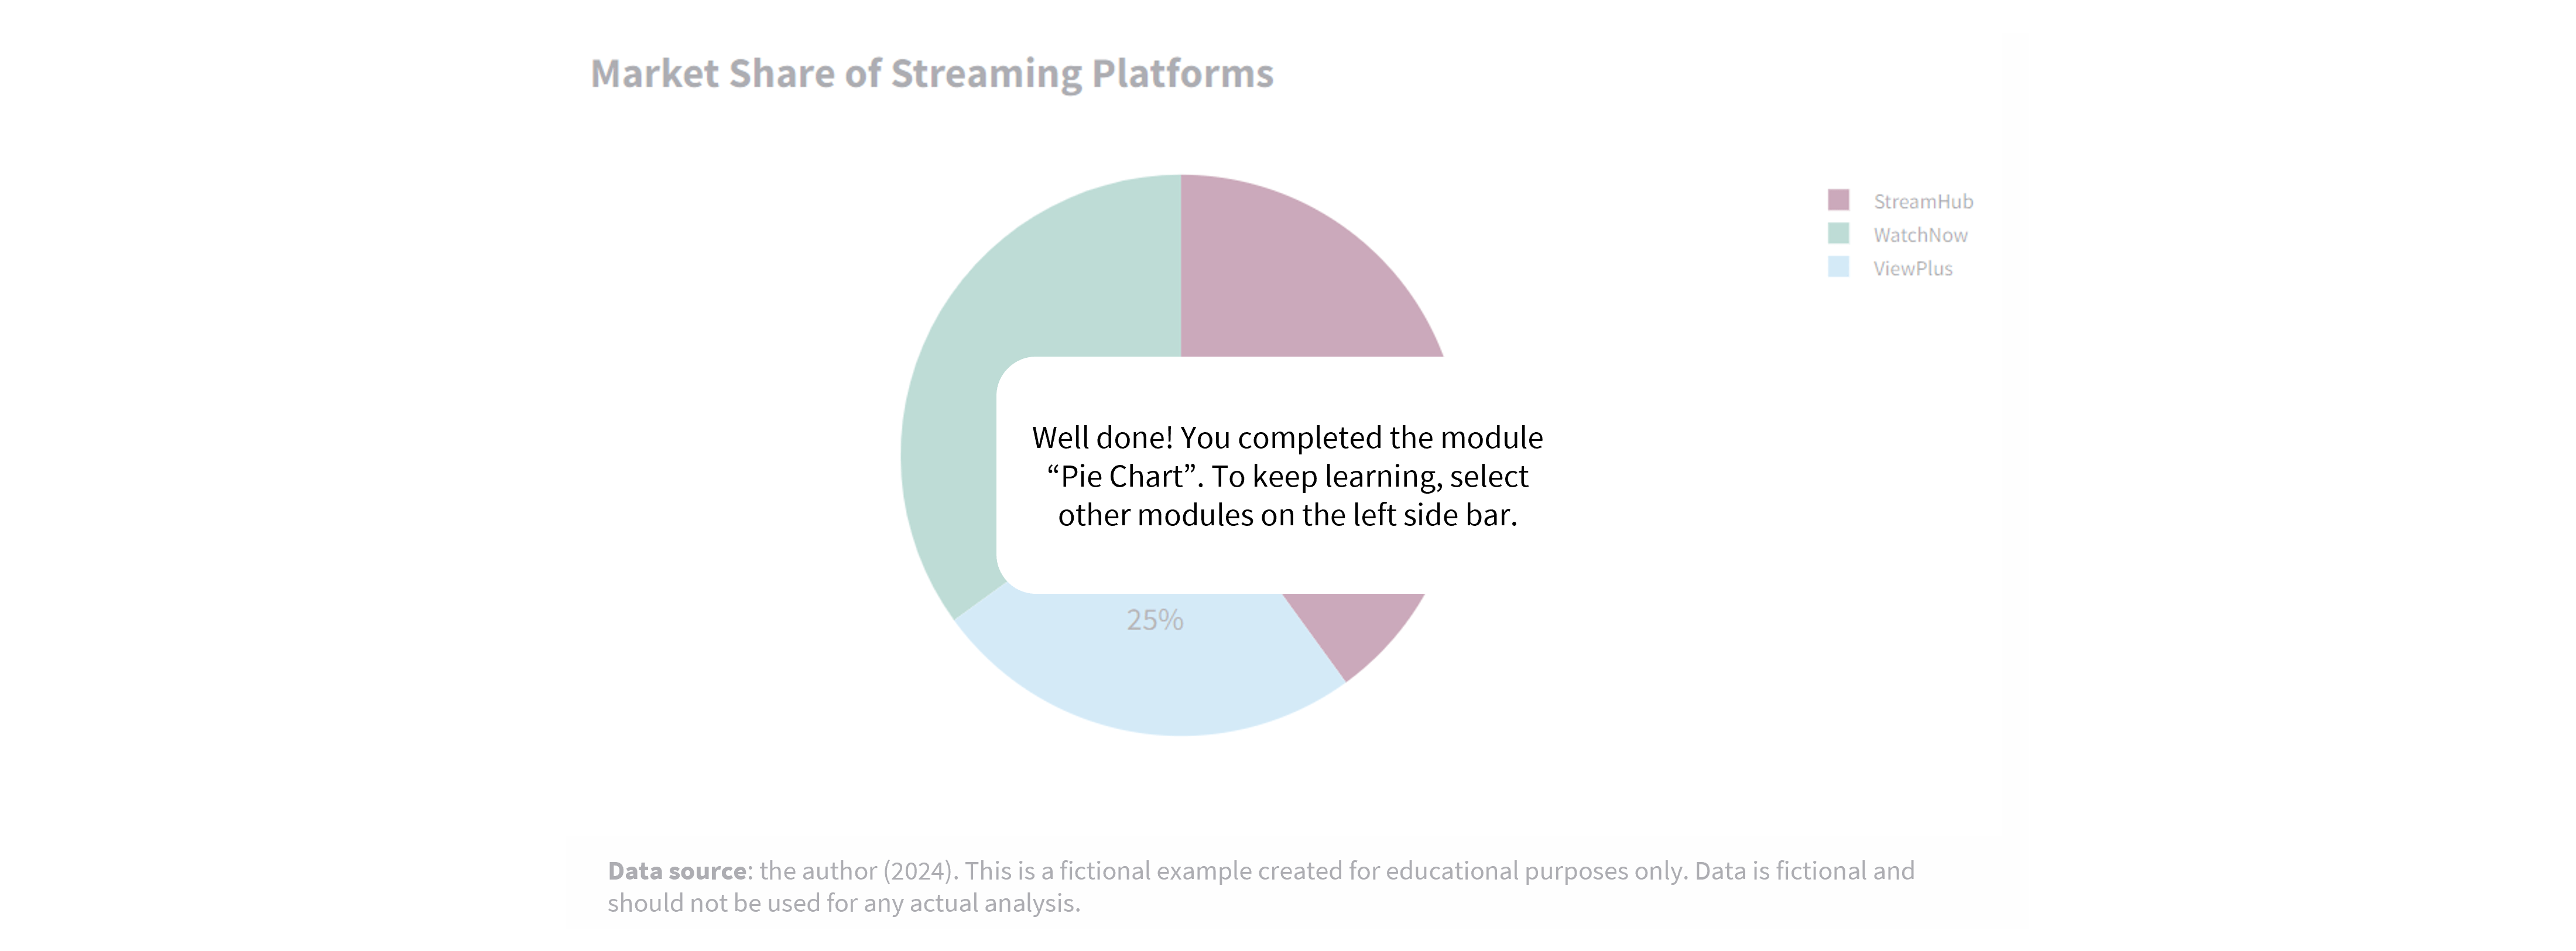 Market Share of Streaming Platforms
StreamHub
WatchNow
ViewPlus
Well done! You completed the module
“Pie Chart”. To keep learning, select
other modules on the left side bar.
25%
Data source: the author (2024). This is a fictional example created for educational purposes only. Data is fictional and
should not be used for any actual analysis.